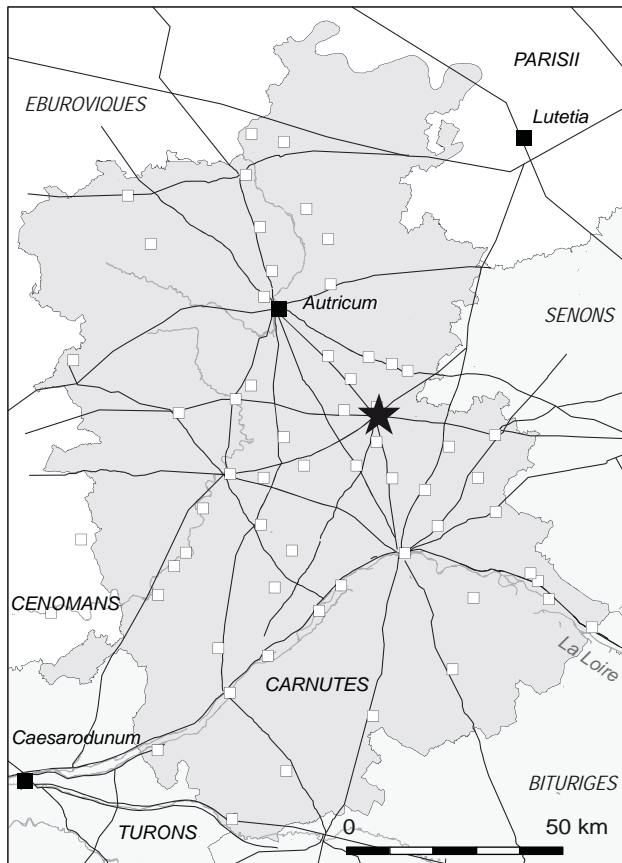 PARISII
EBUROVIQUES
Lutetia
Autricum
SENONS
CENOMANS
La Loire
CARNUTES
Caesarodunum
BITURIGES
TURONS
0 50 km